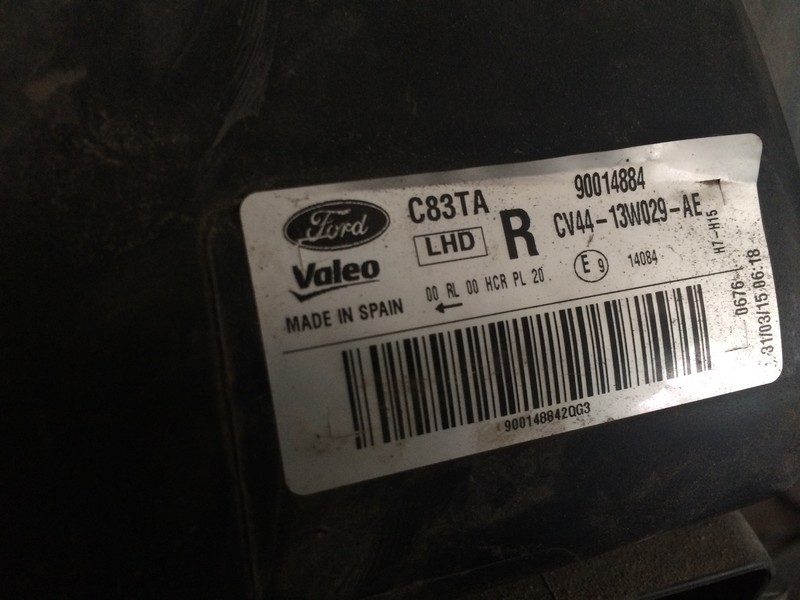 Ford
Valeo
MADE IN SPAIN
C83TA
LHD
R
90014884
CV44-13W029-AE
00 RL 00 HCR PL 20
←
E 9
14084
H7-H15
0676
31/03/15 06:18
900148842QG3